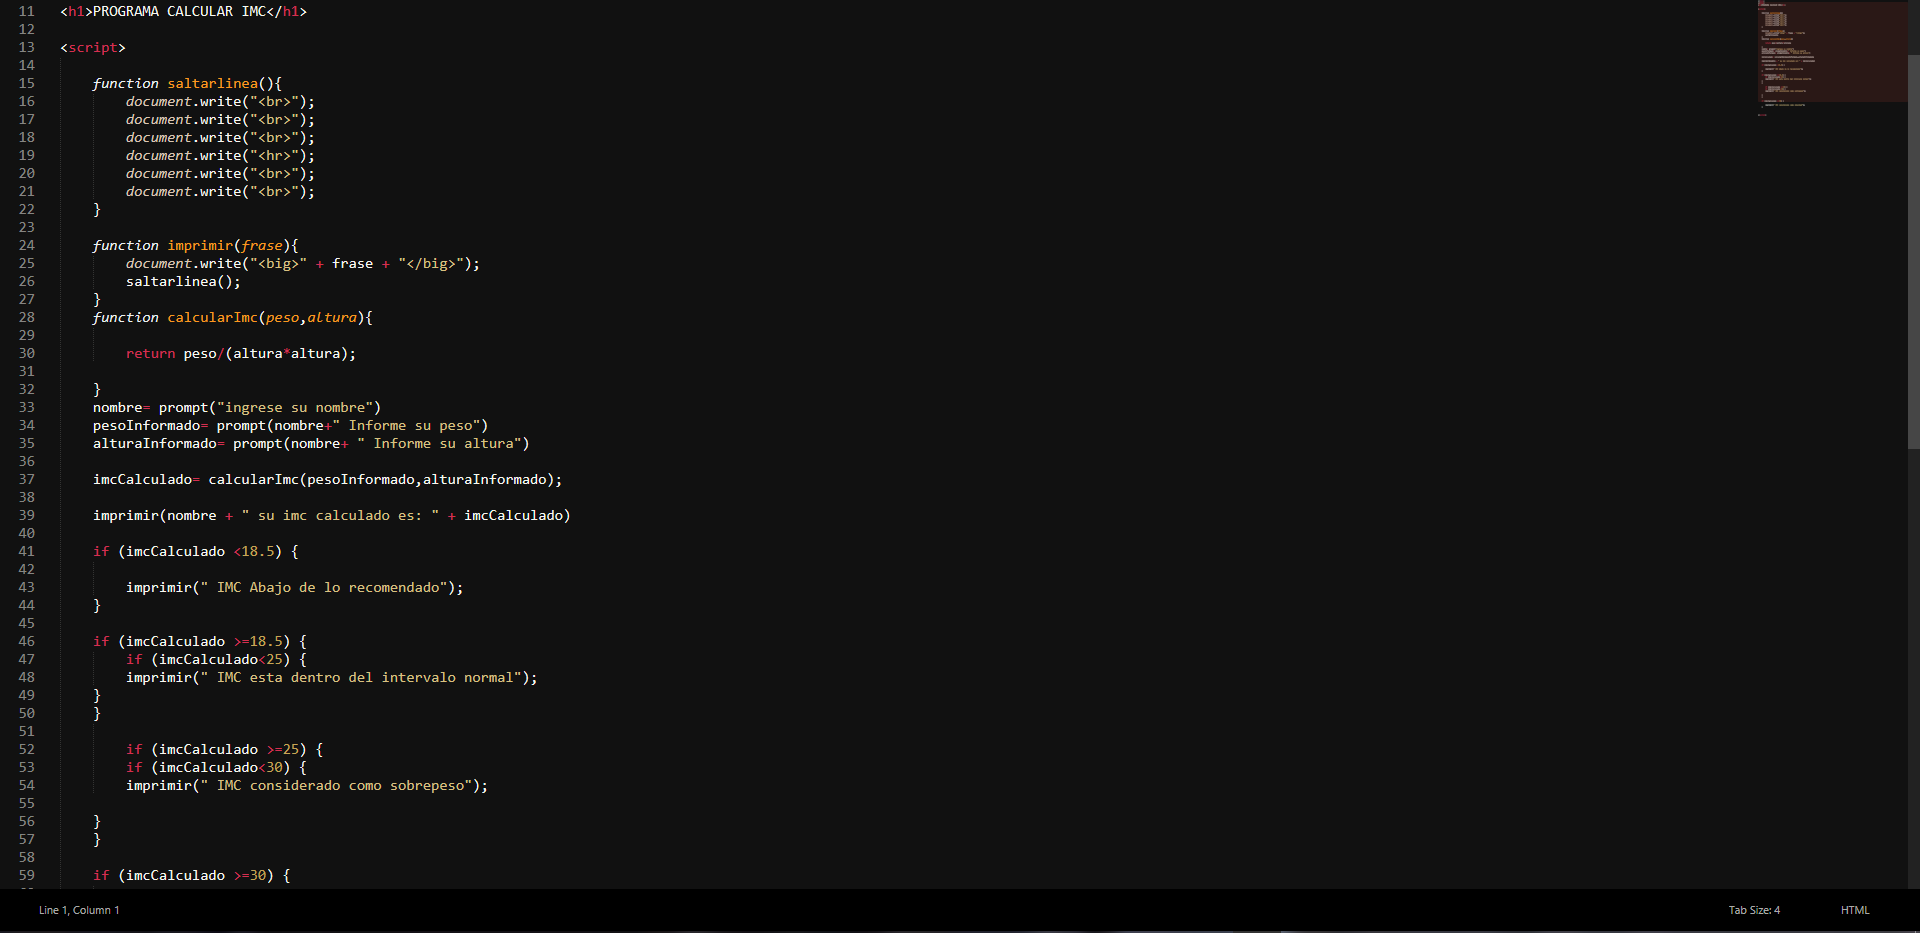 11 <h1>PROGRAMA CALCULAR IMC</h1>
12
13 <script>
14
15 function saltarlinea(){
16 document.write("<br>");
17 document.write("<br>");
18 document.write("<br>");
19 document.write("<hr>");
20 document.write("<br>");
21 document.write("<br>");
22 }
23
24 function imprimir(frase){
25 document.write("<big>" + frase + "</big>");
26 saltarlinea();
27 }
28 function calcularImc(peso,altura){
29
30 return peso/(altura*altura);
31
32 }
33 nombre= prompt("ingrese su nombre")
34 pesoInformado= prompt(nombre+" Informe su peso")
35 alturaInformado= prompt(nombre+ " Informe su altura")
36
37 imcCalculado= calcularImc(pesoInformado,alturaInformado);
38
39 imprimir(nombre + " su imc calculado es: " + imcCalculado)
40
41 if (imcCalculado <18.5) {
42
43 imprimir(" IMC Abajo de lo recomendado");
44 }
45
46 if (imcCalculado >=18.5) {
47 if (imcCalculado<25) {
48 imprimir(" IMC esta dentro del intervalo normal");
49 }
50 }
51
52 if (imcCalculado >=25) {
53 if (imcCalculado<30) {
54 imprimir(" IMC considerado como sobrepeso");
55
56 }
57 }
58
59 if (imcCalculado >=30) {
Line 1, Column 1
Tab Size: 4
HTML